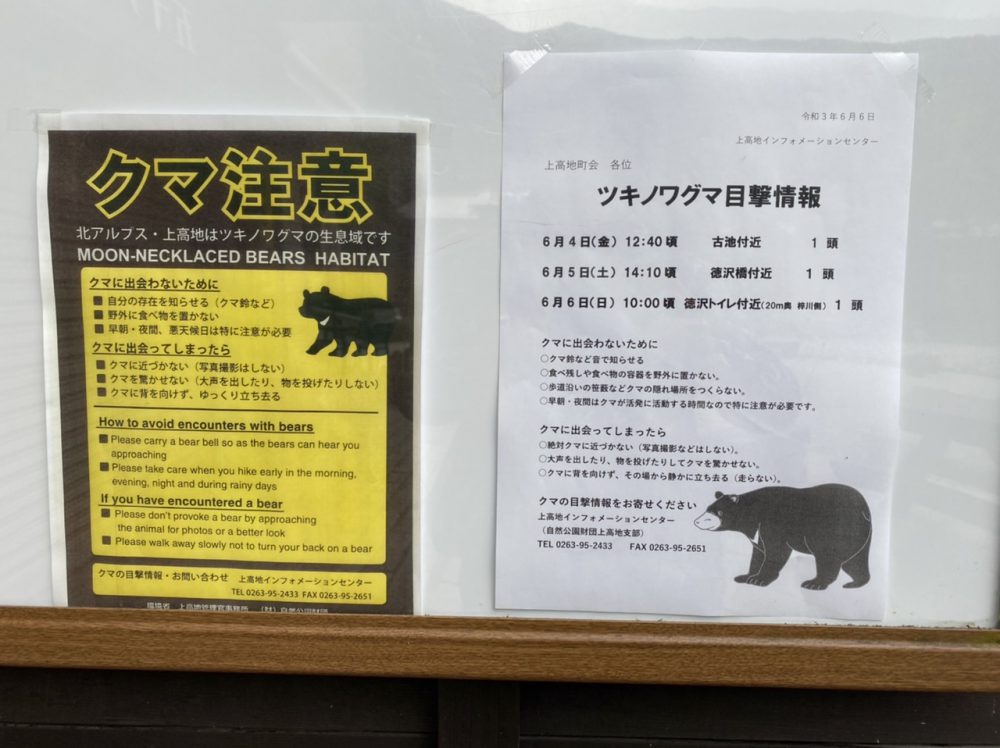 クマ注意
北アルプス・上高地はツキノワグマの生息域です
MOON-NECKLACED BEARS HABITAT
クマに出会わないために
■ 自分の存在を知らせる（クマ鈴など）
■ 野外に食べ物を置かない
■ 早朝・夜間、悪天候日は特に注意が必要
クマに出会ってしまったら
■ クマに近づかない（写真撮影はしない）
■ クマを驚かせない（大声を出したり、物を投げたりしない）
■ クマに背を向けず、ゆっくり立ち去る
How to avoid encounters with bears
■ Please carry a bear bell so as the bears can hear you
approaching
■ Please take care when you hike early in the morning,
evening, night and during rainy days
If you have encountered a bear
■ Please don't provoke a bear by approaching
the animal for photos or a better look
■ Please walk away slowly not to turn your back on a bear
クマの目撃情報・お問い合わせ 上高地インフォメーションセンター
TEL 0263-95-2433 FAX 0263-95-2651
環境省 上高地管理官事務所 （財）自然公園財団
令和3年6月6日
上高地インフォメーションセンター
上高地町会 各位
ツキノワグマ目撃情報
6月4日（金） 12:40頃 古池付近 1頭
6月5日（土） 14:10頃 徳沢橋付近 1頭
6月6日（日） 10:00頃 徳沢トイレ付近（20m奥 梓川側） 1頭
クマに出会わないために
○クマ鈴など音で知らせる
○食べ残しや食べ物の容器を野外に置かない。
○歩道沿いの笹藪などクマの隠れ場所をつくらない。
○早朝・夜間はクマが活発に活動する時間なので特に注意が必要です。
クマに出会ってしまったら
○絶対クマに近づかない（写真撮影などはしない）。
○大声を出したり、物を投げたりしてクマを驚かせない。
○クマに背を向けず、その場から静かに立ち去る（走らない）。
クマの目撃情報をお寄せください
上高地インフォメーションセンター
（自然公園財団上高地支部）
TEL 0263-95-2433 FAX 0263-95-2651